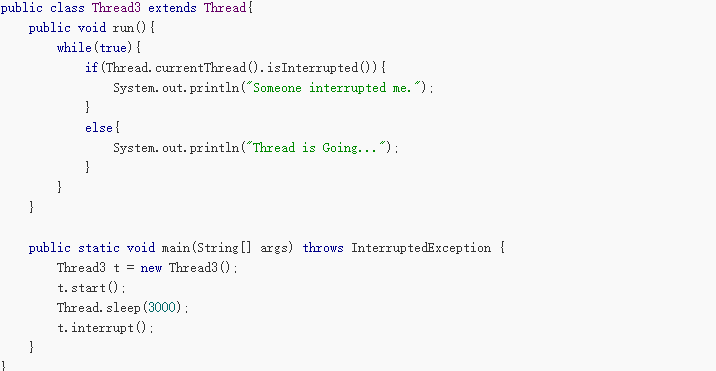 public class Thread3 extends Thread{
    public void run(){
        while(true){
            if(Thread.currentThread().isInterrupted()){
                System.out.println("Someone interrupted me.");
            }
            else{
                System.out.println("Thread is Going...");
            }
        }
    }

    public static void main(String[] args) throws InterruptedException {
        Thread3 t = new Thread3();
        t.start();
        Thread.sleep(3000);
        t.interrupt();
    }
}